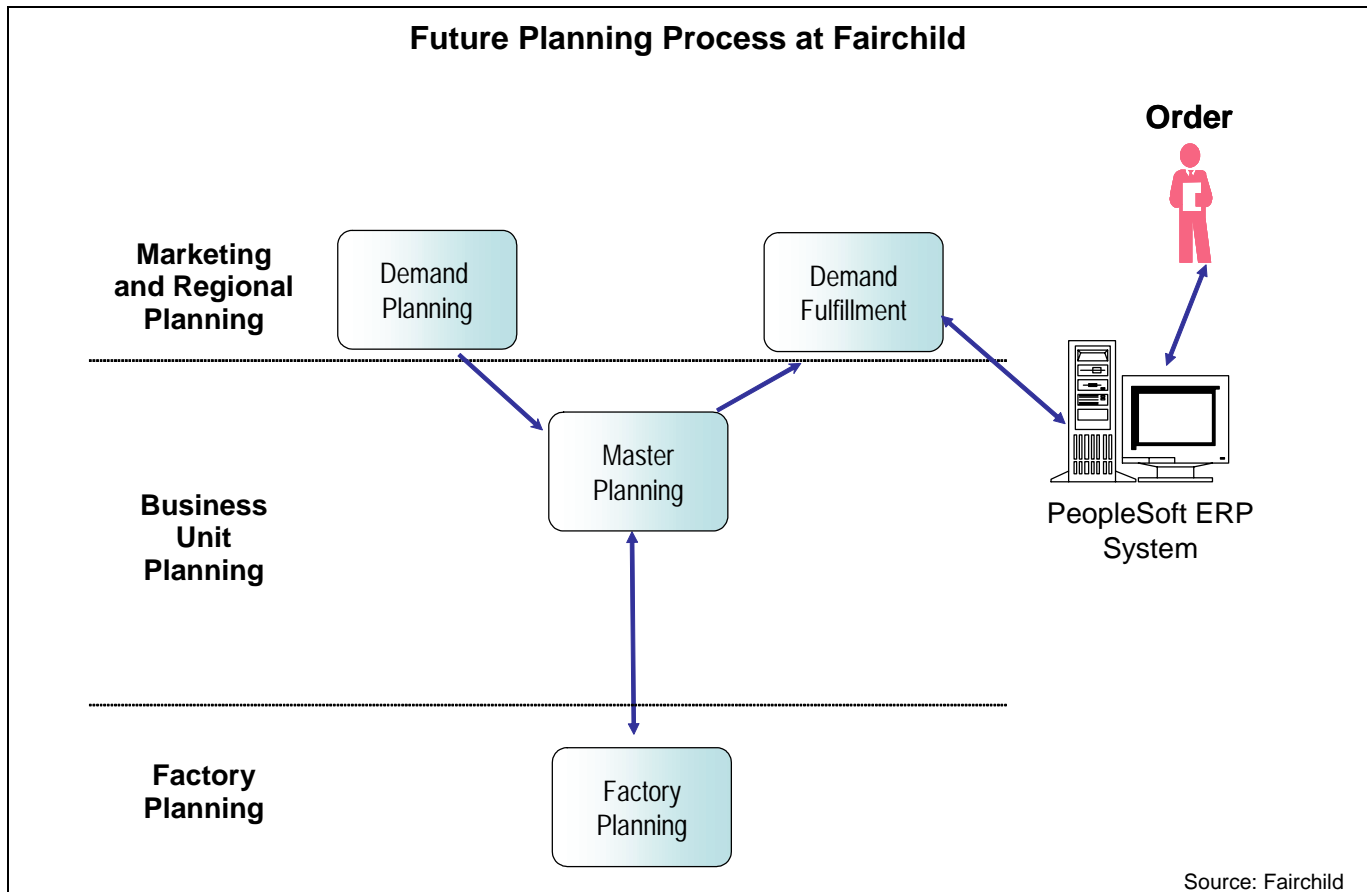 Future Planning Process at Fairchild
Order
Marketing
and Regional
Planning
Demand
Planning
Demand
Fulfillment
Business
Unit
Planning
Master
Planning
PeopleSoft ERP
System
Factory
Planning
Factory
Planning
Source: Fairchild